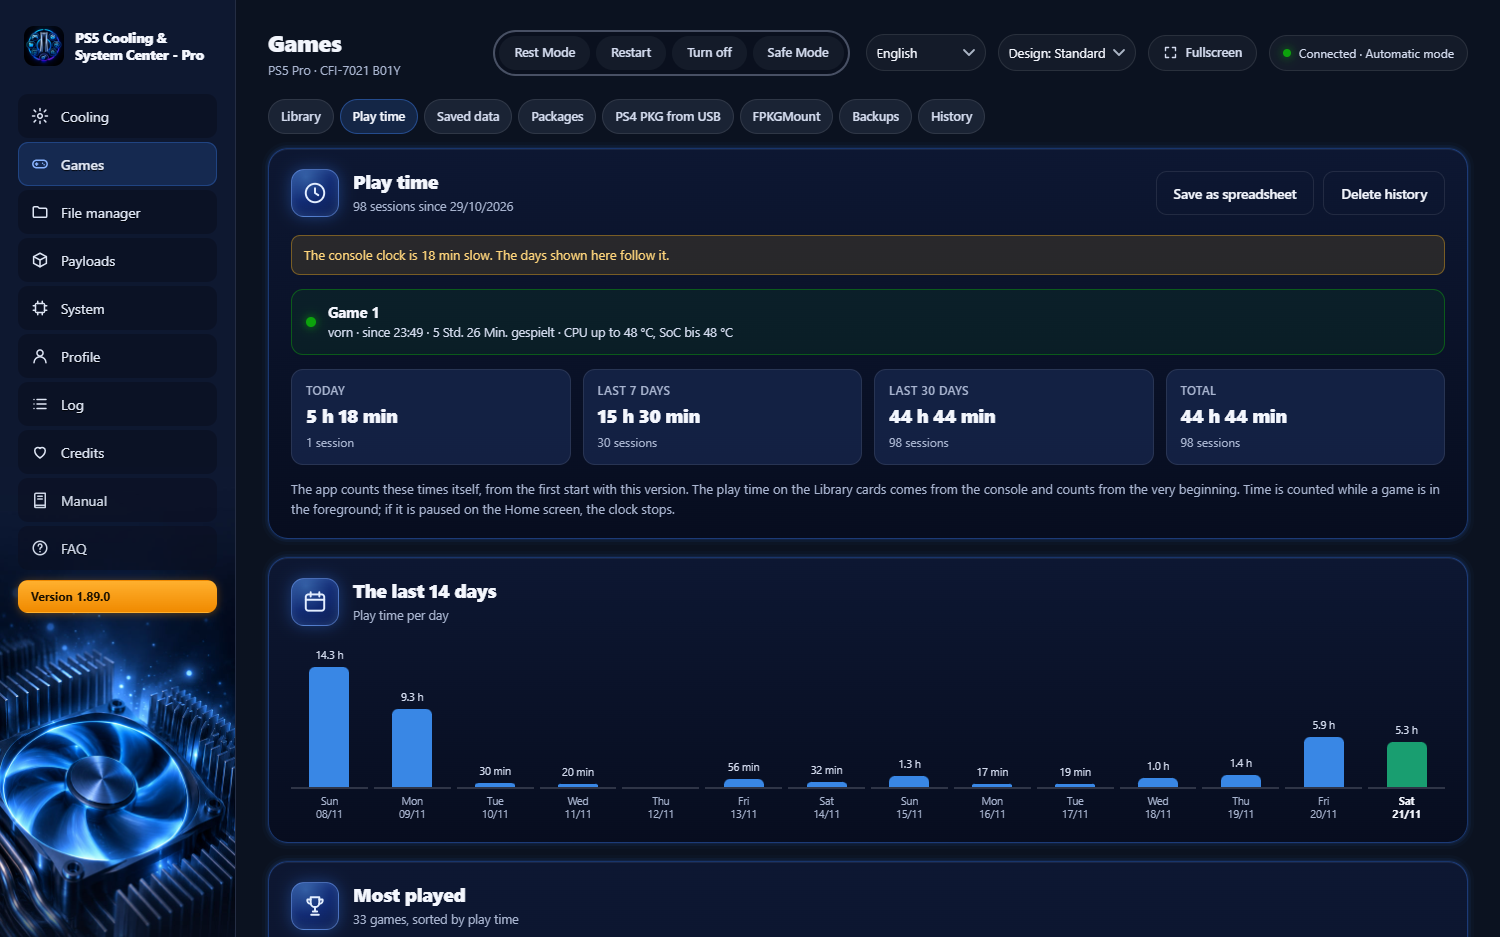 PS5 Cooling &
System Center - Pro
Cooling
Games
File manager
Payloads
System
Profile
Log
Credits
Manual
FAQ
Version 1.89.0
Games
PS5 Pro · CFI-7021 B01Y
Rest Mode
Restart
Turn off
Safe Mode
English
Design: Standard
Fullscreen
Connected · Automatic mode
Library
Play time
Saved data
Packages
PS4 PKG from USB
FPKGMount
Backups
History
Play time
98 sessions since 29/10/2026
Save as spreadsheet
Delete history
The console clock is 18 min slow. The days shown here follow it.
Game 1
vorn · since 23:49 · 5 Std. 26 Min. gespielt · CPU up to 48 °C, SoC bis 48 °C
TODAY
5 h 18 min
1 session
LAST 7 DAYS
15 h 30 min
30 sessions
LAST 30 DAYS
44 h 44 min
98 sessions
TOTAL
44 h 44 min
98 sessions
The app counts these times itself, from the first start with this version. The play time on the Library cards comes from the console and counts from the very beginning. Time is counted while a game is in
the foreground; if it is paused on the Home screen, the clock stops.
The last 14 days
Play time per day
14.3 h
Sun
08/11
9.3 h
Mon
09/11
30 min
Tue
10/11
20 min
Wed
11/11
Thu
12/11
56 min
Fri
13/11
32 min
Sat
14/11
1.3 h
Sun
15/11
17 min
Mon
16/11
19 min
Tue
17/11
1.0 h
Wed
18/11
1.4 h
Thu
19/11
5.9 h
Fri
20/11
5.3 h
Sat
21/11
Most played
33 games, sorted by play time